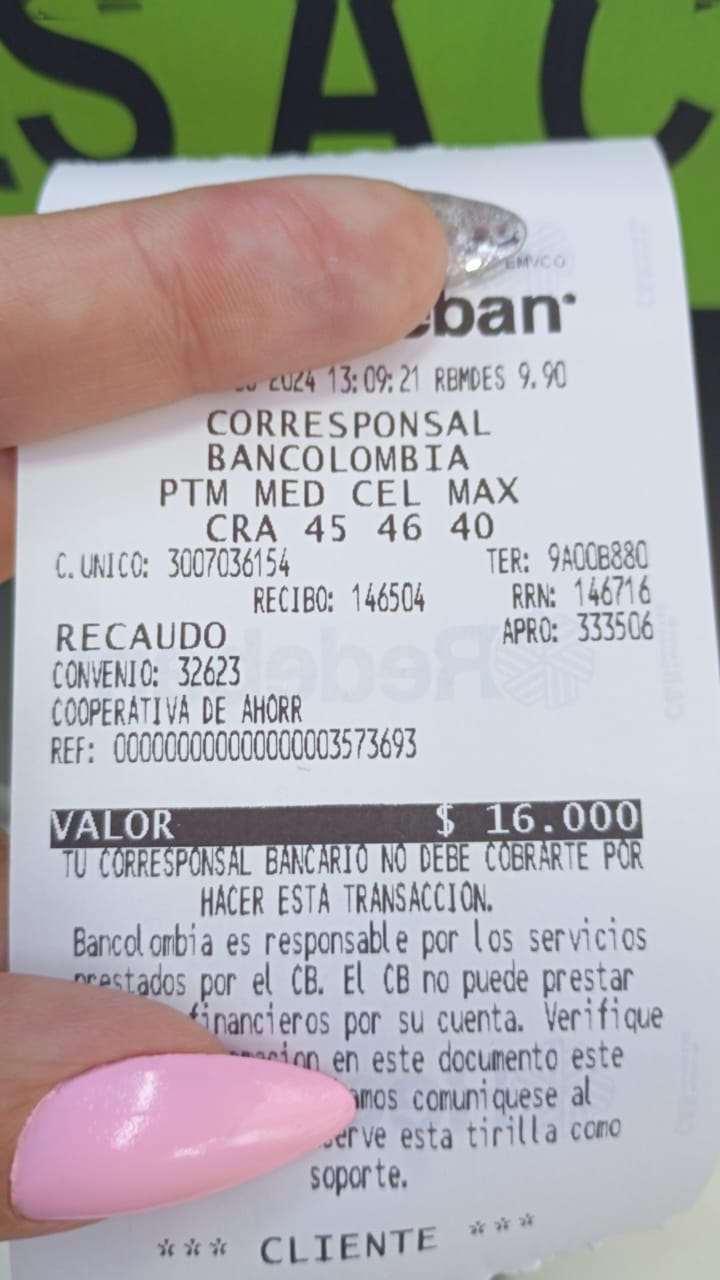 SAC
EMVCO
2024 13:09:21 RBMDES 9.90
CORRESPONSAL
BANCOLOMBIA
PTM MED CEL MAX
CRA 45 46 40
C. UNICO: 3007036154 TER: 9A00B880
RECIBO: 146504 RRN: 146716
RECAUDO APRO: 333506
CONVENIO: 32623
COOPERATIVA DE AHORR
REF: 000000000000000003573693
VALOR $ 16.000
TU CORRESPONSAL BANCARIO NO DEBE COBRARTE POR
HACER ESTA TRANSACCION.
Bancolombia es responsable por los servicios
prestados por el CB. El CB no puede prestar
financieros por su cuenta. Verifique
en este documento este
comuniquese al
esta tirilla como
soporte.
*** CLIENTE ***